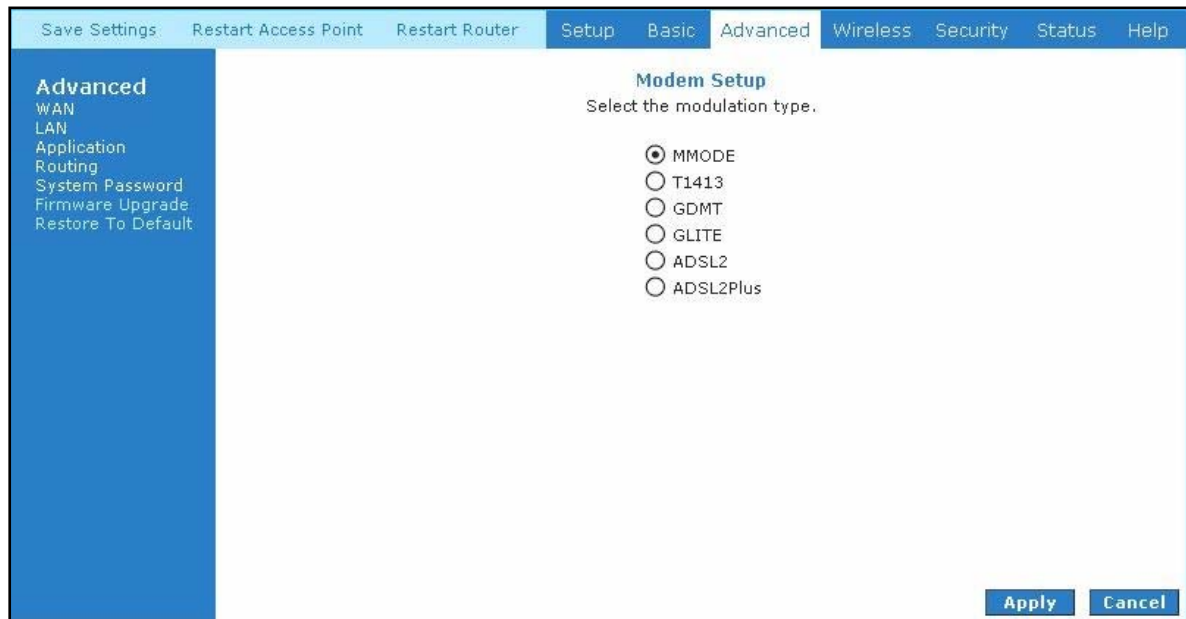 Save Settings Restart Access Point Restart Router Setup Basic Advanced Wireless Security Status Help
Advanced
WAN
LAN
Application
Routing
System Password
Firmware Upgrade
Restore To Default
Modem Setup
Select the modulation type.
MMODE
T1413
GDMT
GLITE
ADSL2
ADSL2Plus
Apply Cancel